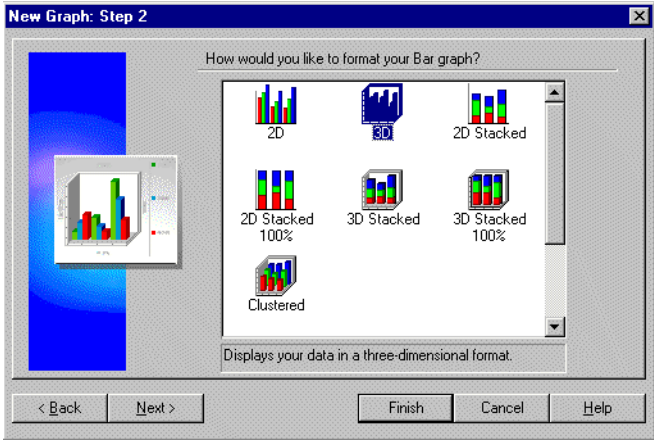 New Graph: Step 2
How would you like to format your Bar graph?
2D
3D
2D Stacked
2D Stacked
100%
3D Stacked
3D Stacked
100%
Clustered
Displays your data in a three-dimensional format.
< Back
Next >
Finish
Cancel
Help